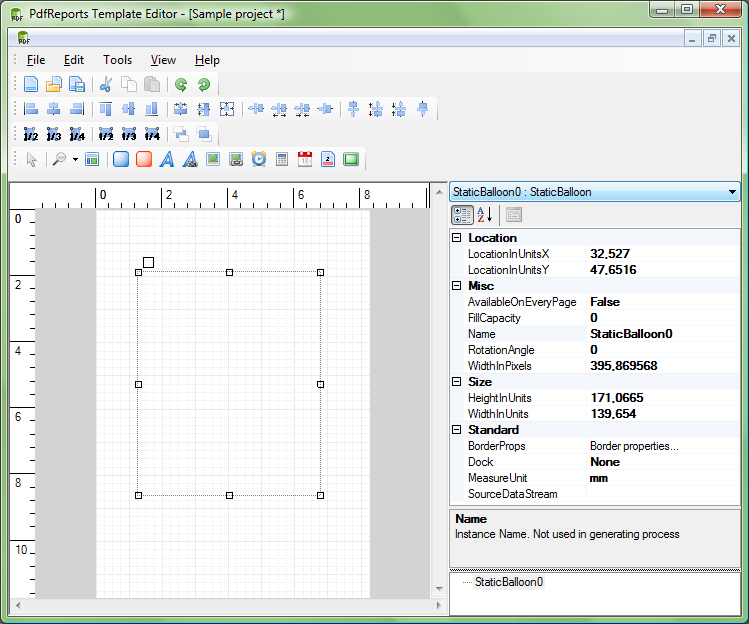 PdfReports Template Editor - [Sample project *]
File Edit Tools View Help
1/2 1/3 1/4 1/2 1/3 1/4
0 2 4 6 8
0
2
4
6
8
10
StaticBalloon0 : StaticBalloon
Location
LocationInUnitsX 32,527
LocationInUnitsY 47,6516
Misc
AvailableOnEveryPage False
FillCapacity 0
Name StaticBalloon0
RotationAngle 0
WidthInPixels 395,869568
Size
HeightInUnits 171,0665
WidthInUnits 139,654
Standard
BorderProps Border properties...
Dock None
MeasureUnit mm
SourceDataStream
Name
Instance Name. Not used in generating process
StaticBalloon0